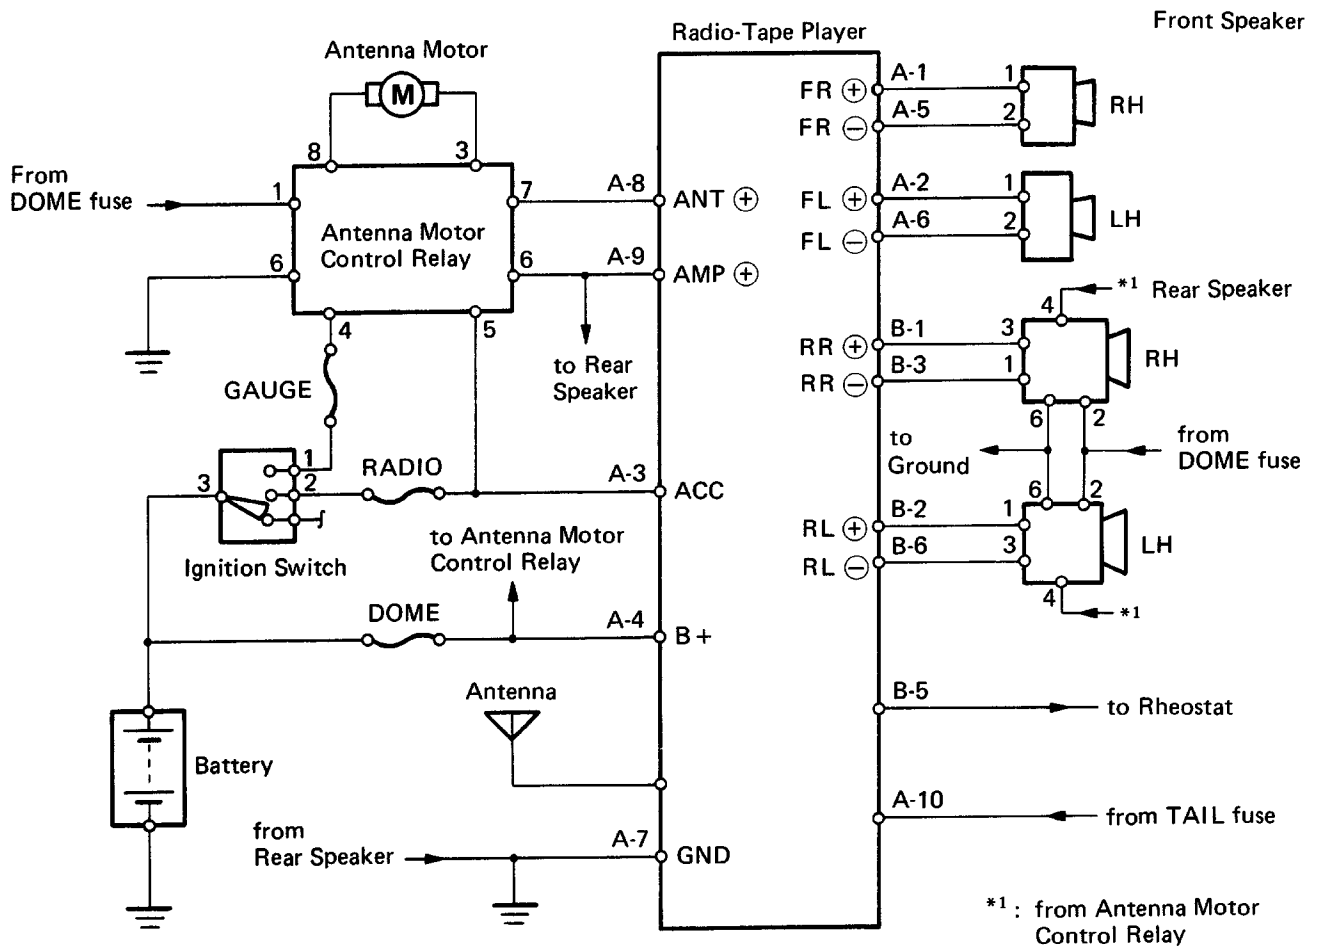 Front Speaker
Radio-Tape Player
Antenna Motor
M
8
3
From
DOME fuse
1
6
Antenna Motor
Control Relay
7
6
4
5
A-8
ANT ⊕
A-9
AMP ⊕
to Rear
Speaker
GAUGE
3
1
2
Ignition Switch
RADIO
A-3
ACC
to Antenna Motor
Control Relay
DOME
A-4
B +
Antenna
Battery
from
Rear Speaker
A-7
GND
FR ⊕
A-1
1
FR ⊖
A-5
2
RH
FL ⊕
A-2
1
FL ⊖
A-6
2
LH
*1 Rear Speaker
4
RR ⊕
B-1
3
RR ⊖
B-3
1
RH
6
2
to
Ground
from
DOME fuse
6
2
RL ⊕
B-2
1
RL ⊖
B-6
3
LH
4
*1
B-5
to Rheostat
A-10
from TAIL fuse
*1 : from Antenna Motor
Control Relay